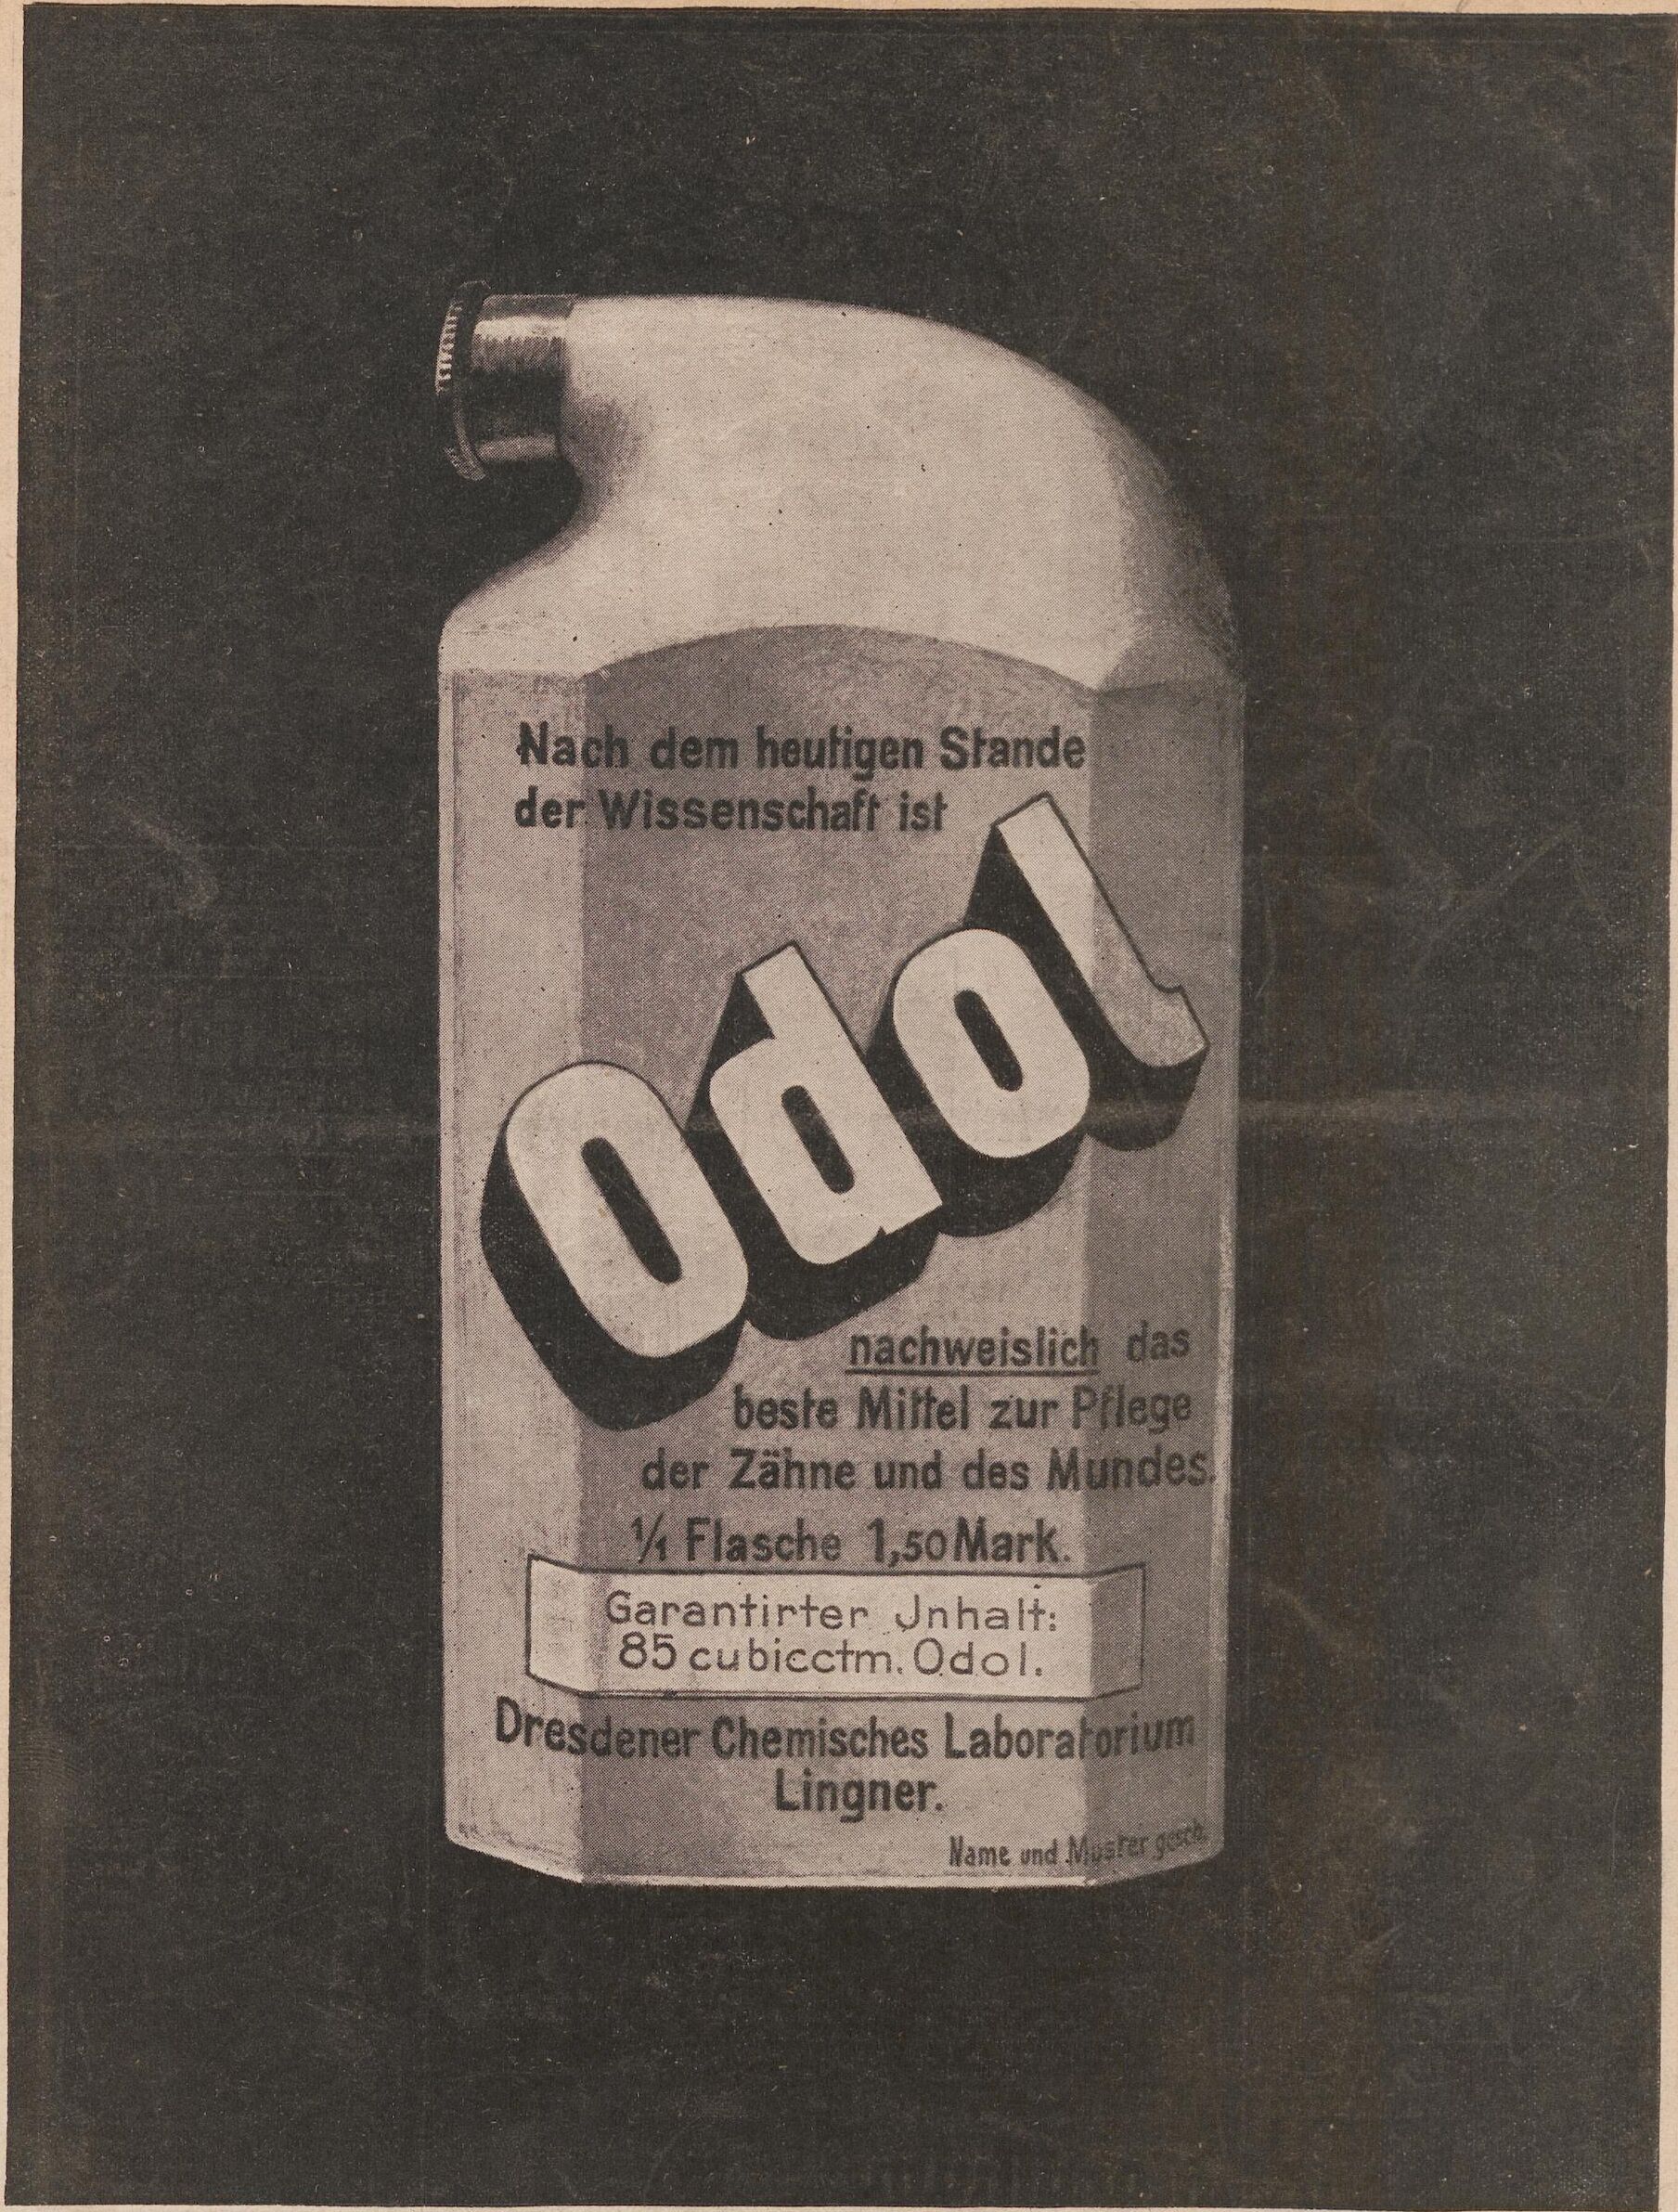 Nach dem heutigen Stande
der Wissenschaft ist
Odol
nachweislich das
beste Mittel zur Pflege
der Zähne und des Mundes.
1/1 Flasche 1,50 Mark.
Garantirter Jnhalt:
85 cubicctm. Odol.
Dresdener Chemisches Laboratorium
Lingner.
Name und Muster gesch.